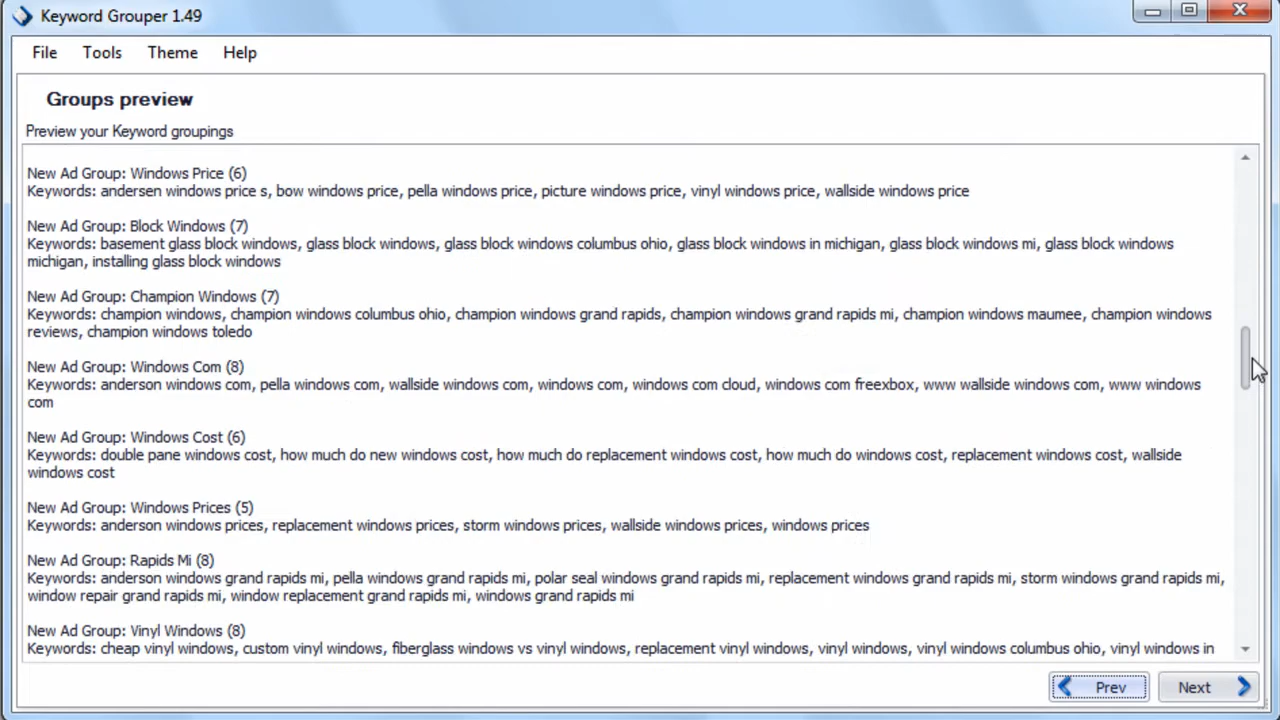 Keyword Grouper 1.49
File Tools Theme Help
Groups preview
Preview your Keyword groupings
New Ad Group: Windows Price (6)
Keywords: andersen windows price s, bow windows price, pella windows price, picture windows price, vinyl windows price, wallside windows price
New Ad Group: Block Windows (7)
Keywords: basement glass block windows, glass block windows, glass block windows columbus ohio, glass block windows in michigan, glass block windows mi, glass block windows
michigan, installing glass block windows
New Ad Group: Champion Windows (7)
Keywords: champion windows, champion windows columbus ohio, champion windows grand rapids, champion windows grand rapids mi, champion windows maumee, champion windows
reviews, champion windows toledo
New Ad Group: Windows Com (8)
Keywords: anderson windows com, pella windows com, wallside windows com, windows com, windows com cloud, windows com freexbox, www wallside windows com, www windows
com
New Ad Group: Windows Cost (6)
Keywords: double pane windows cost, how much do new windows cost, how much do replacement windows cost, how much do windows cost, replacement windows cost, wallside
windows cost
New Ad Group: Windows Prices (5)
Keywords: anderson windows prices, replacement windows prices, storm windows prices, wallside windows prices, windows prices
New Ad Group: Rapids Mi (8)
Keywords: anderson windows grand rapids mi, pella windows grand rapids mi, polar seal windows grand rapids mi, replacement windows grand rapids mi, storm windows grand rapids mi,
window repair grand rapids mi, window replacement grand rapids mi, windows grand rapids mi
New Ad Group: Vinyl Windows (8)
Keywords: cheap vinyl windows, custom vinyl windows, fiberglass windows vs vinyl windows, replacement vinyl windows, vinyl windows, vinyl windows columbus ohio, vinyl windows in
Prev Next